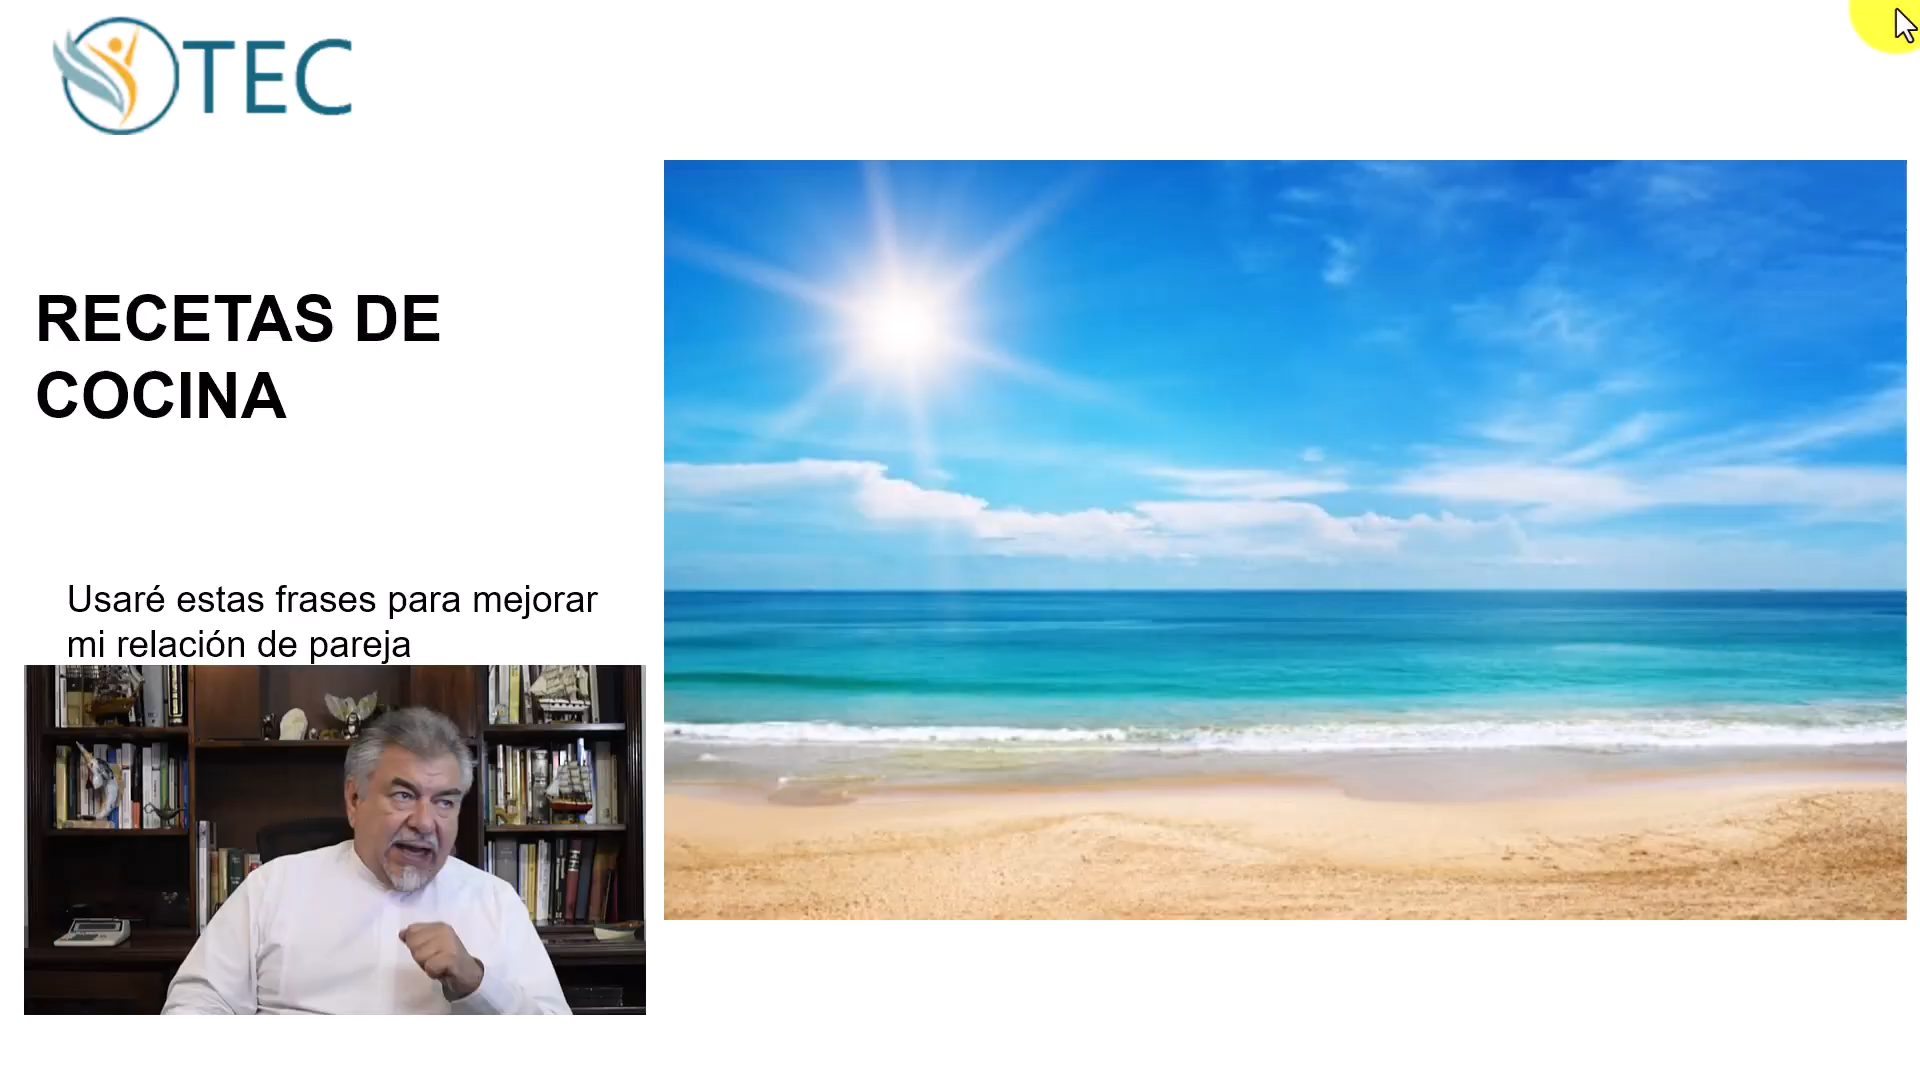 TEC
RECETAS DE
COCINA
Usaré estas frases para mejorar
mi relación de pareja